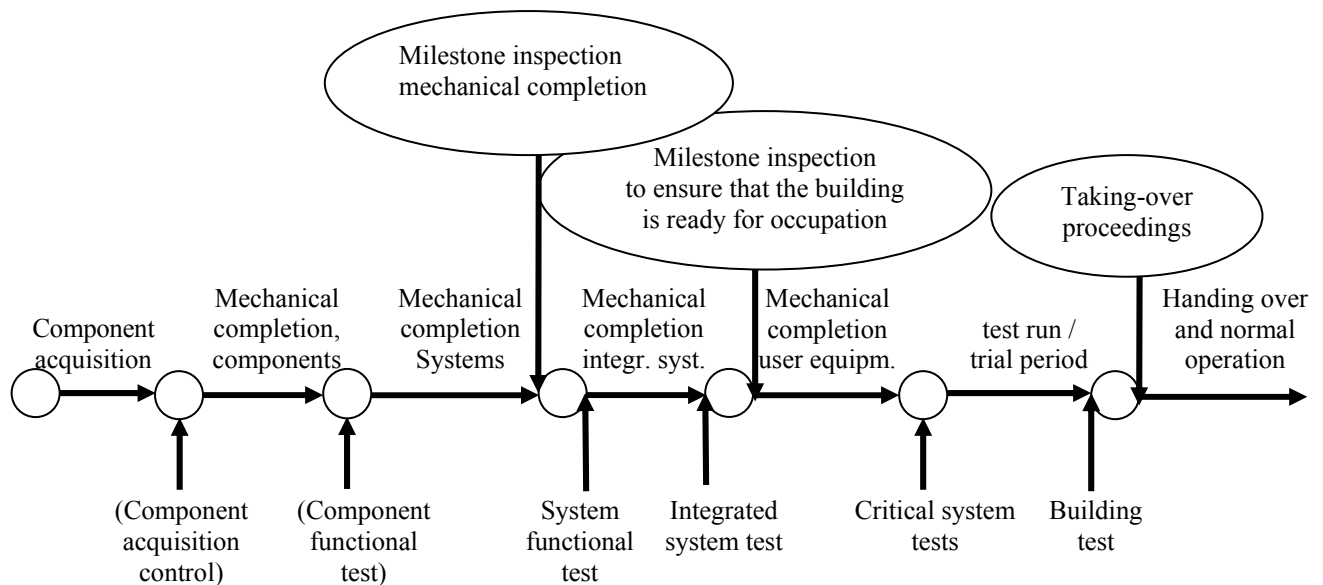 Milestone inspection
mechanical completion
Milestone inspection
to ensure that the building
is ready for occupation
Taking-over
proceedings
Component
acquisition
Mechanical
completion,
components
Mechanical
completion
Systems
Mechanical
completion
integr. syst.
Mechanical
completion
user equipm.
test run /
trial period
Handing over
and normal
operation
(Component
acquisition
control)
(Component
functional
test)
System
functional
test
Integrated
system test
Critical system
tests
Building
test